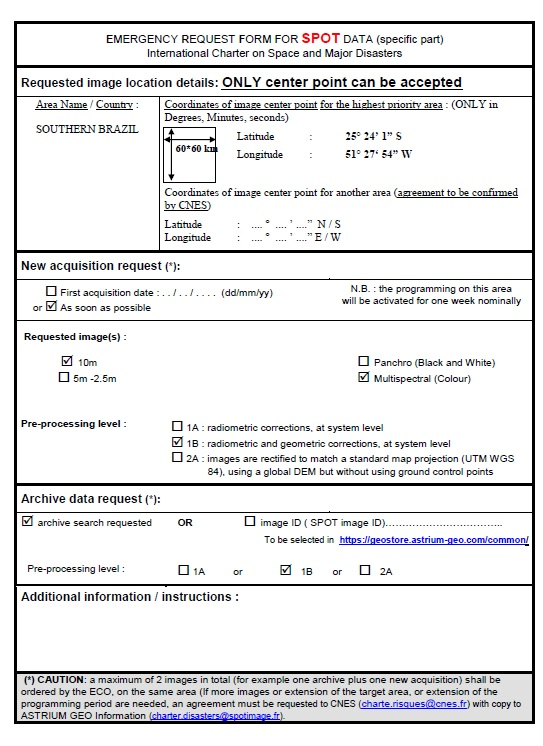 EMERGENCY REQUEST FORM FOR SPOT DATA (specific part)
International Charter on Space and Major Disasters
Requested image location details: ONLY center point can be accepted
Area Name / Country :
SOUTHERN BRAZIL
Coordinates of image center point for the highest priority area : (ONLY in
Degrees, Minutes, seconds)
60*60 km
Latitude : 25° 24' 1" S
Longitude : 51° 27' 54" W
Coordinates of image center point for another area (agreement to be confirmed
by CNES)
Latitude : .... ° .... ' ...." N / S
Longitude : .... ° .... ' ...." E / W
New acquisition request (*):
☐ First acquisition date : . . / . . / . . . . (dd/mm/yy)
or ☑ As soon as possible
N.B. : the programming on this area
will be activated for one week nominally
Requested image(s) :
☑ 10m
☐ 5m -2.5m
☐ Panchro (Black and White)
☑ Multispectral (Colour)
Pre-processing level :
☐ 1A : radiometric corrections, at system level
☑ 1B : radiometric and geometric corrections, at system level
☐ 2A : images are rectified to match a standard map projection (UTM WGS
84), using a global DEM but without using ground control points
Archive data request (*):
☑ archive search requested OR ☐ image ID ( SPOT image ID).................................
To be selected in https://geostore.astrium-geo.com/common/
Pre-processing level : ☐ 1A or ☑ 1B or ☐ 2A
Additional information / instructions :
(*) CAUTION: a maximum of 2 images in total (for example one archive plus one new acquisition) shall be
ordered by the ECO, on the same area (If more images or extension of the target area, or extension of the
programming period are needed, an agreement must be requested to CNES (charte.risques@cnes.fr) with copy to
ASTRIUM GEO Information (charter.disasters@spotimage.fr).